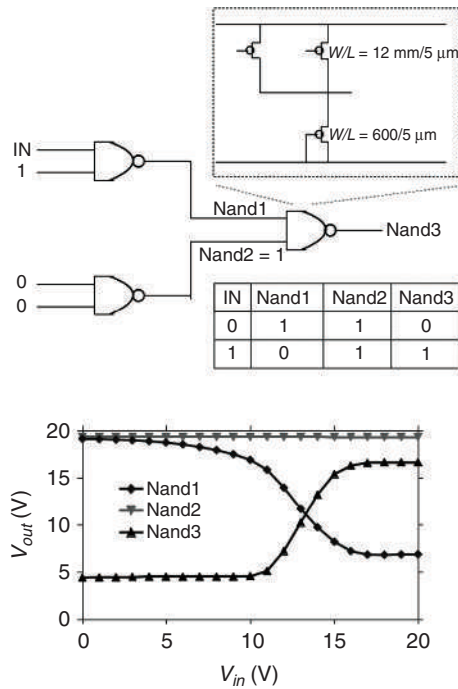 W/L = 12 mm/5 μm
W/L = 600/5 μm
IN
1
Nand1
Nand3
Nand2 = 1
0
0
IN Nand1 Nand2 Nand3
0 1 1 0
1 0 1 1
20
15
10
5
0
Vout (V)
Nand1
Nand2
Nand3
0 5 10 15 20
Vin (V)